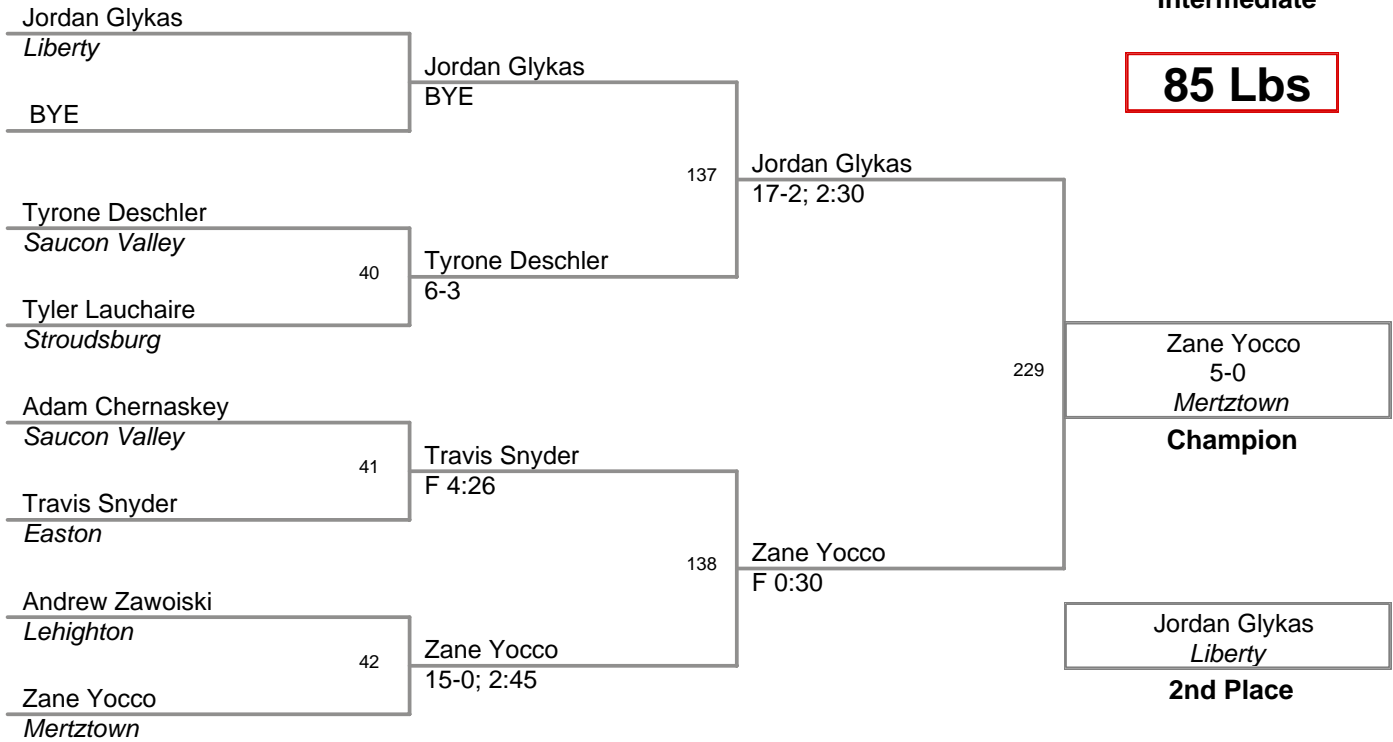 Intermediate
85 Lbs
Jordan Glykas
Liberty
BYE
Tyrone Deschler
Saucon Valley
40
Tyler Lauchaire
Stroudsburg
Adam Chernaskey
Saucon Valley
41
Travis Snyder
Easton
Andrew Zawoiski
Lehighton
42
Zane Yocco
Mertztown
Jordan Glykas
BYE
137
Tyrone Deschler
6-3
Travis Snyder
F 4:26
138
Zane Yocco
15-0; 2:45
Jordan Glykas
17-2; 2:30
229
Zane Yocco
F 0:30
Zane Yocco
5-0
Mertztown
Champion
Jordan Glykas
Liberty
2nd Place